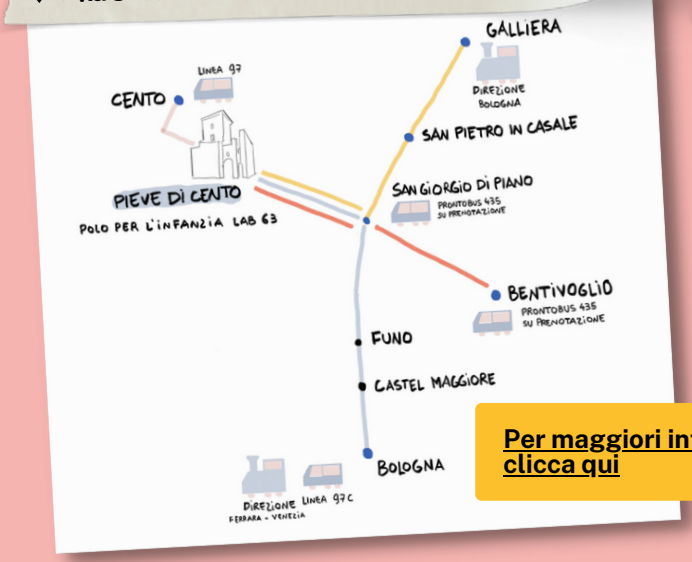 GALLIERA
DIREZIONE
BOLOGNA
LINEA 97
CENTO
SAN PIETRO IN CASALE
PIEVE DI CENTO
POLO PER L'INFANZIA LAB 63
SAN GIORGIO DI PIANO
PRONTOBUS 435
SU PRENOTAZIONE
BENTIVOGLIO
PRONTOBUS 435
SU PRENOTAZIONE
FUNO
CASTEL MAGGIORE
Per maggiori in
clicca qui
BOLOGNA
DIREZIONE
FERRARA - VENEZIA
LINEA 97C